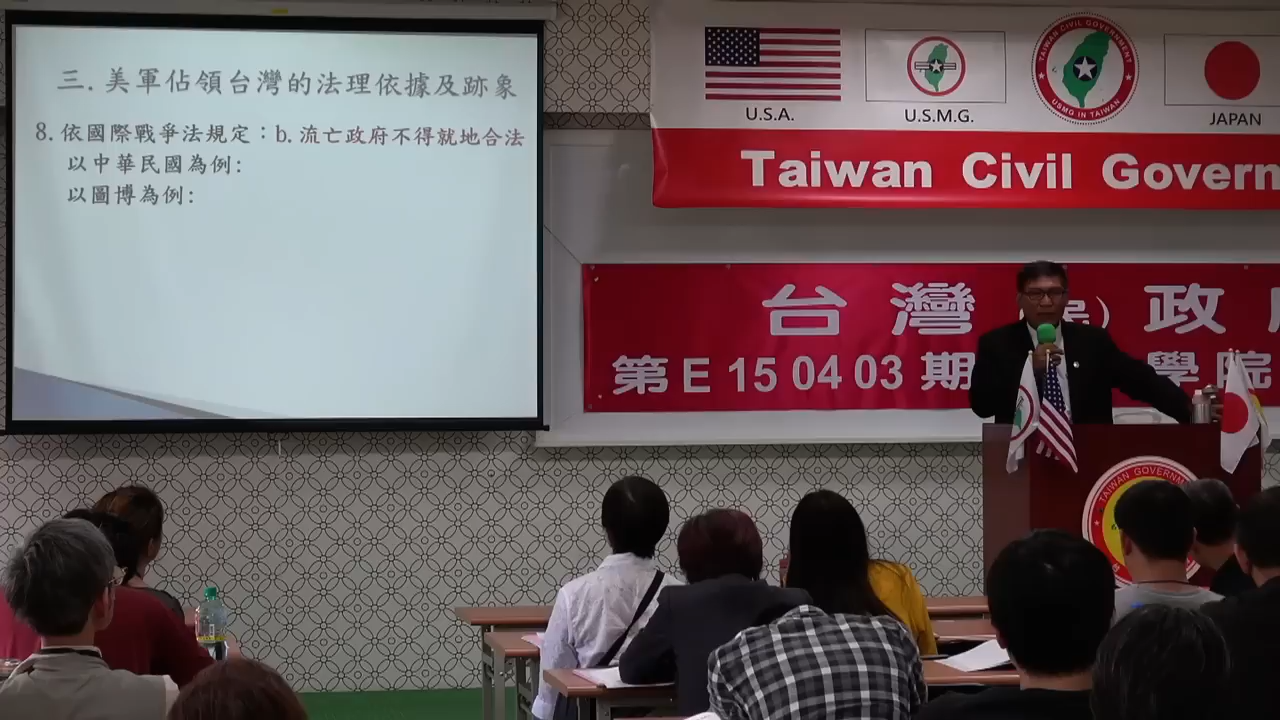 三. 美軍佔領台灣的法理依據及跡象
8. 依國際戰爭法規定：b. 流亡政府不得就地合法
以中華民國為例:
以圖博為例:
U.S.A.
U.S.M.G.
TAIWAN CIVIL GOVERNMENT
USMG IN TAIWAN
JAPAN
Taiwan Civil Govern
台灣 民) 政
第E 15 04 03 期 學院
TAIWAN GOVERNM